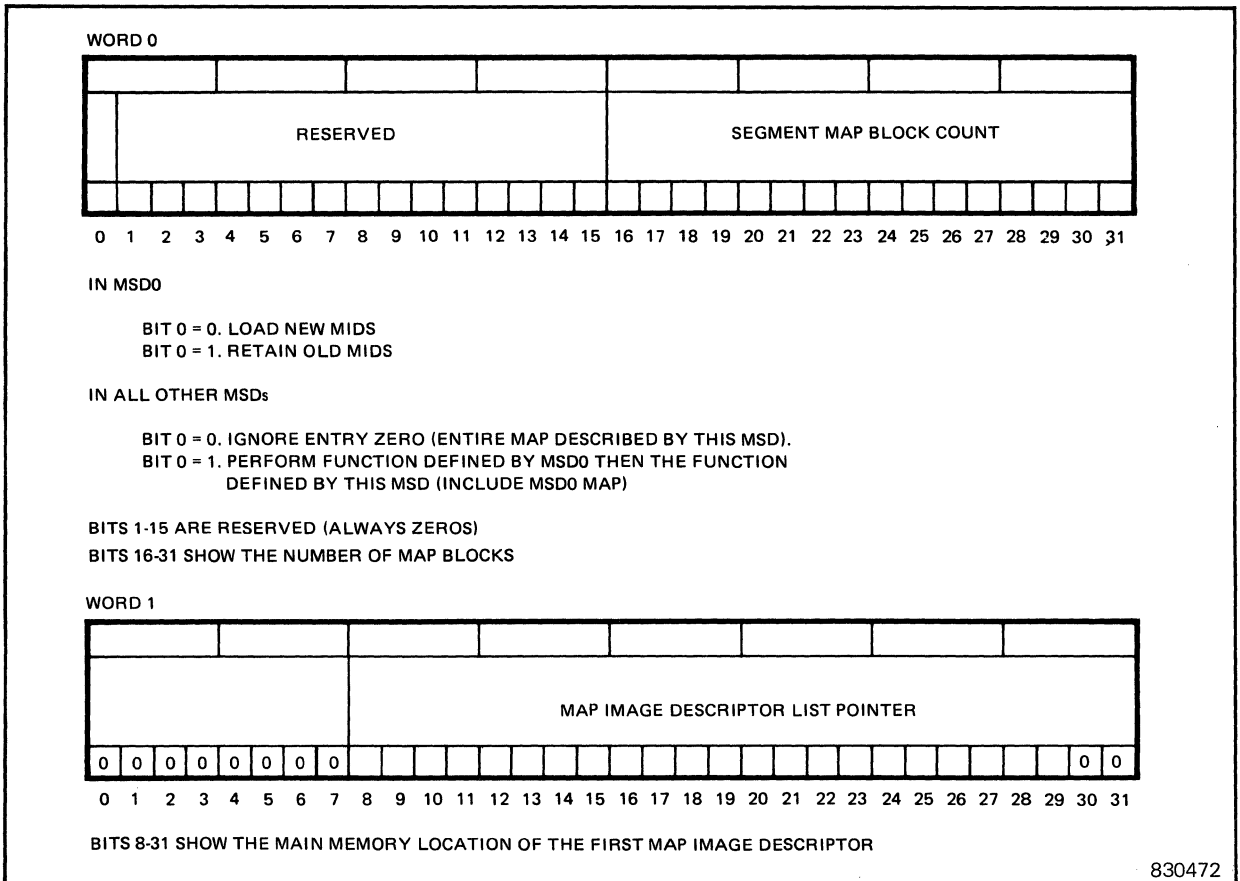 WORD 0
RESERVED SEGMENT MAP BLOCK COUNT
0 1 2 3 4 5 6 7 8 9 10 11 12 13 14 15 16 17 18 19 20 21 22 23 24 25 26 27 28 29 30 31
IN MSD0
BIT 0 = 0. LOAD NEW MIDS
BIT 0 = 1. RETAIN OLD MIDS
IN ALL OTHER MSDs
BIT 0 = 0. IGNORE ENTRY ZERO (ENTIRE MAP DESCRIBED BY THIS MSD).
BIT 0 = 1. PERFORM FUNCTION DEFINED BY MSD0 THEN THE FUNCTION
DEFINED BY THIS MSD (INCLUDE MSD0 MAP)
BITS 1-15 ARE RESERVED (ALWAYS ZEROS)
BITS 16-31 SHOW THE NUMBER OF MAP BLOCKS
WORD 1
MAP IMAGE DESCRIPTOR LIST POINTER
0 0 0 0 0 0 0 0 0 0
0 1 2 3 4 5 6 7 8 9 10 11 12 13 14 15 16 17 18 19 20 21 22 23 24 25 26 27 28 29 30 31
BITS 8-31 SHOW THE MAIN MEMORY LOCATION OF THE FIRST MAP IMAGE DESCRIPTOR
830472